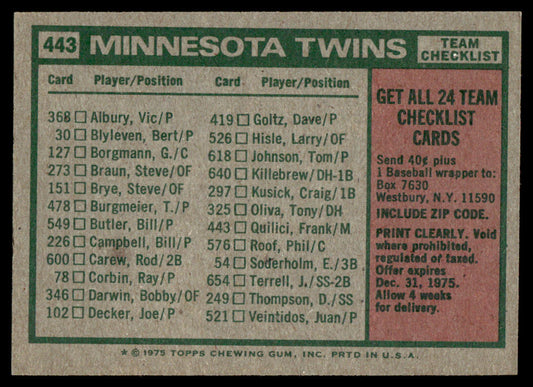 443 MINNESOTA TWINS TEAM CHECKLIST
Card Player/Position
368 □ Albury, Vic/P
30 □ Blyleven, Bert/P
127 □ Borgmann, G./C
273 □ Braun, Steve/OF
151 □ Brye, Steve/OF
478 □ Burgmeier, T./P
549 □ Butler, Bill/P
226 □ Campbell, Bill/P
600 □ Carew, Rod/2B
78 □ Corbin, Ray/P
346 □ Darwin, Bobby/OF
102 □ Decker, Joe/P
Card Player/Position
419 □ Goltz, Dave/P
526 □ Hisle, Larry/OF
618 □ Johnson, Tom/P
640 □ Killebrew/DH-1B
297 □ Kusick, Craig/1B
325 □ Oliva, Tony/DH
443 □ Quilici, Frank/M
576 □ Roof, Phil/C
54 □ Soderholm, E./3B
654 □ Terrell, J./SS-2B
249 □ Thompson, D./SS
521 □ Veintidos, Juan/P
GET ALL 24 TEAM
CHECKLIST
CARDS
Send 40¢ plus
1 Baseball wrapper to:
Box 7630
Westbury, N.Y. 11590
INCLUDE ZIP CODE.
PRINT CLEARLY. Void
where prohibited,
regulated or taxed.
Offer expires
Dec. 31, 1975.
Allow 4 weeks
for delivery.
* © 1975 TOPPS CHEWING GUM, INC. PRTD IN U.S.A.